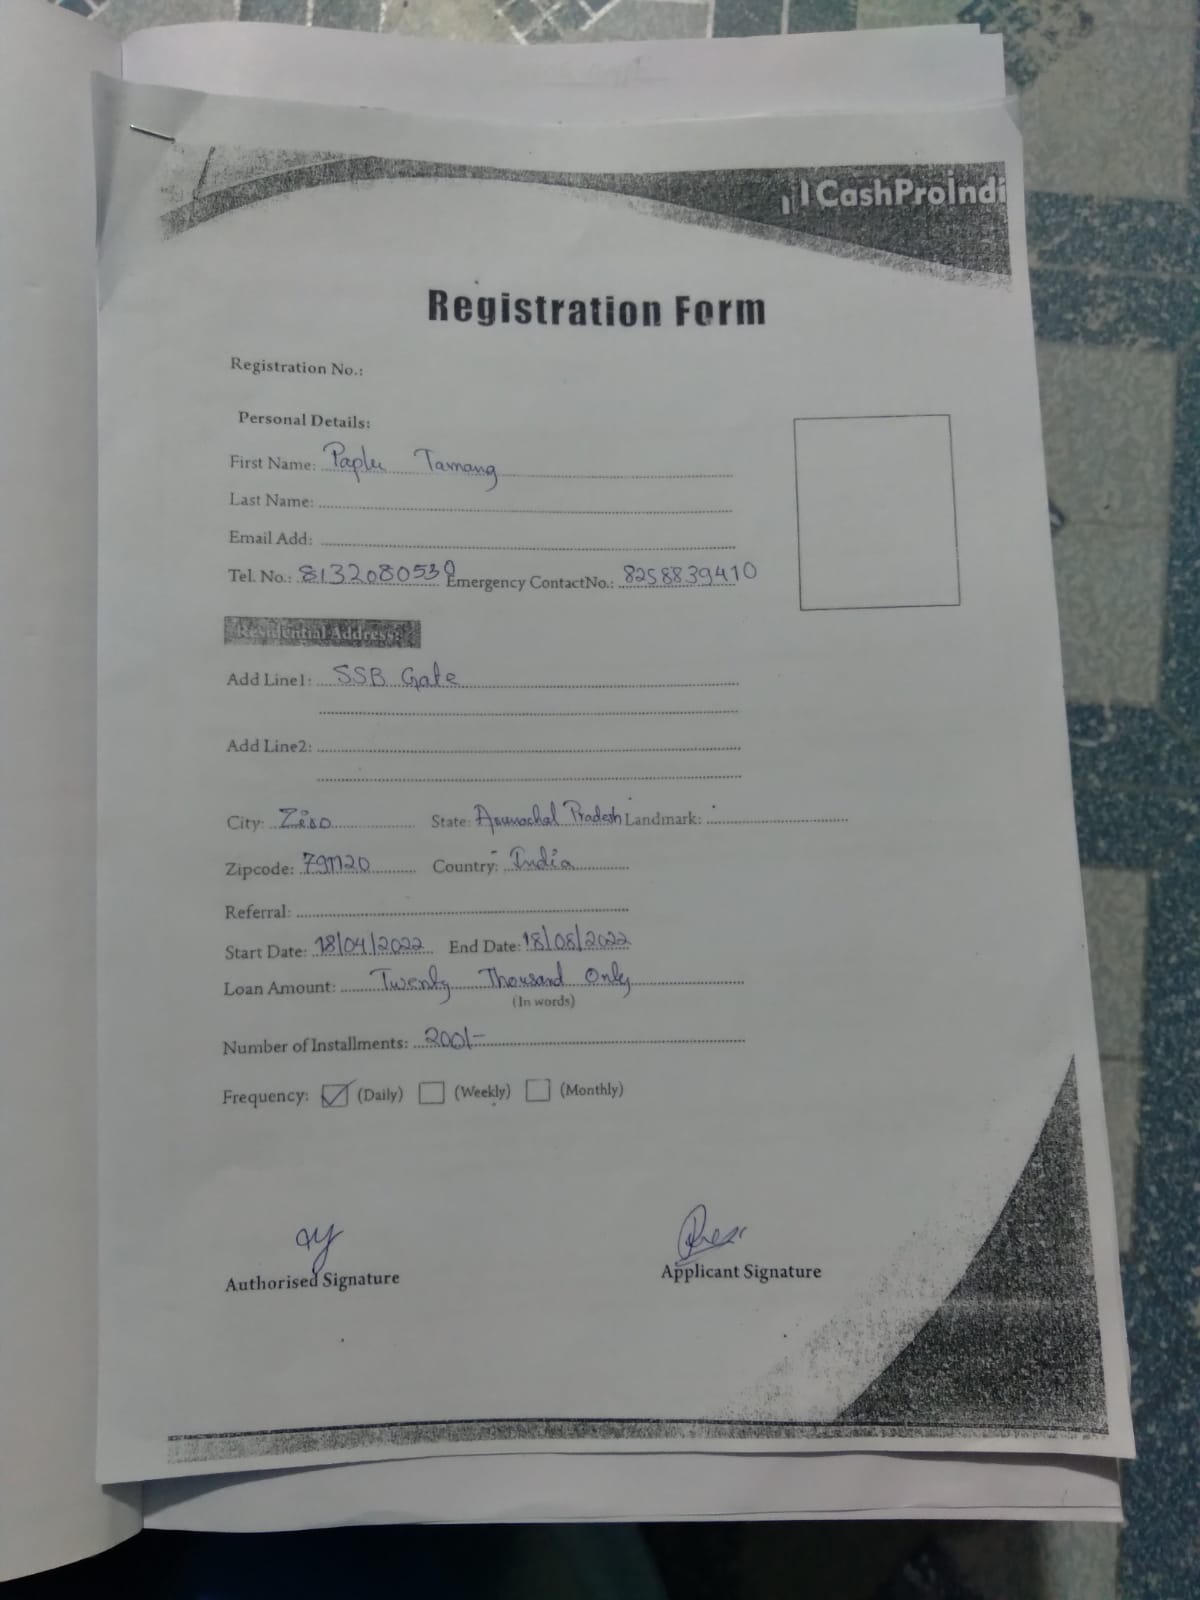 CashProIndi
Registration Form
Registration No.:
Personal Details:
First Name: Paplu Tamang
Last Name:
Email Add:
Tel. No.: 8132080539 Emergency ContactNo.: 8258839410
Residential Address:
Add Line1: SSB Gate
Add Line2:
City: Ziro State: Arunachal Pradesh Landmark:
Zipcode: 791120 Country: India
Referral:
Start Date: 18/04/2022 End Date: 18/08/2022
Loan Amount: Twenty Thousand Only
(In words)
Number of Installments: 200/-
Frequency: (Daily) (Weekly) (Monthly)
Authorised Signature
Applicant Signature